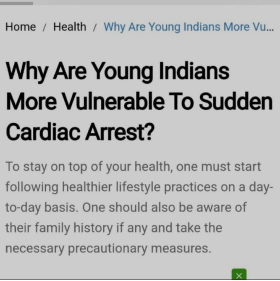 Home / Health / Why Are Young Indians More Vu...
Why Are Young Indians
More Vulnerable To Sudden
Cardiac Arrest?
To stay on top of your health, one must start
following healthier lifestyle practices on a day-
to-day basis. One should also be aware of
their family history if any and take the
necessary precautionary measures.